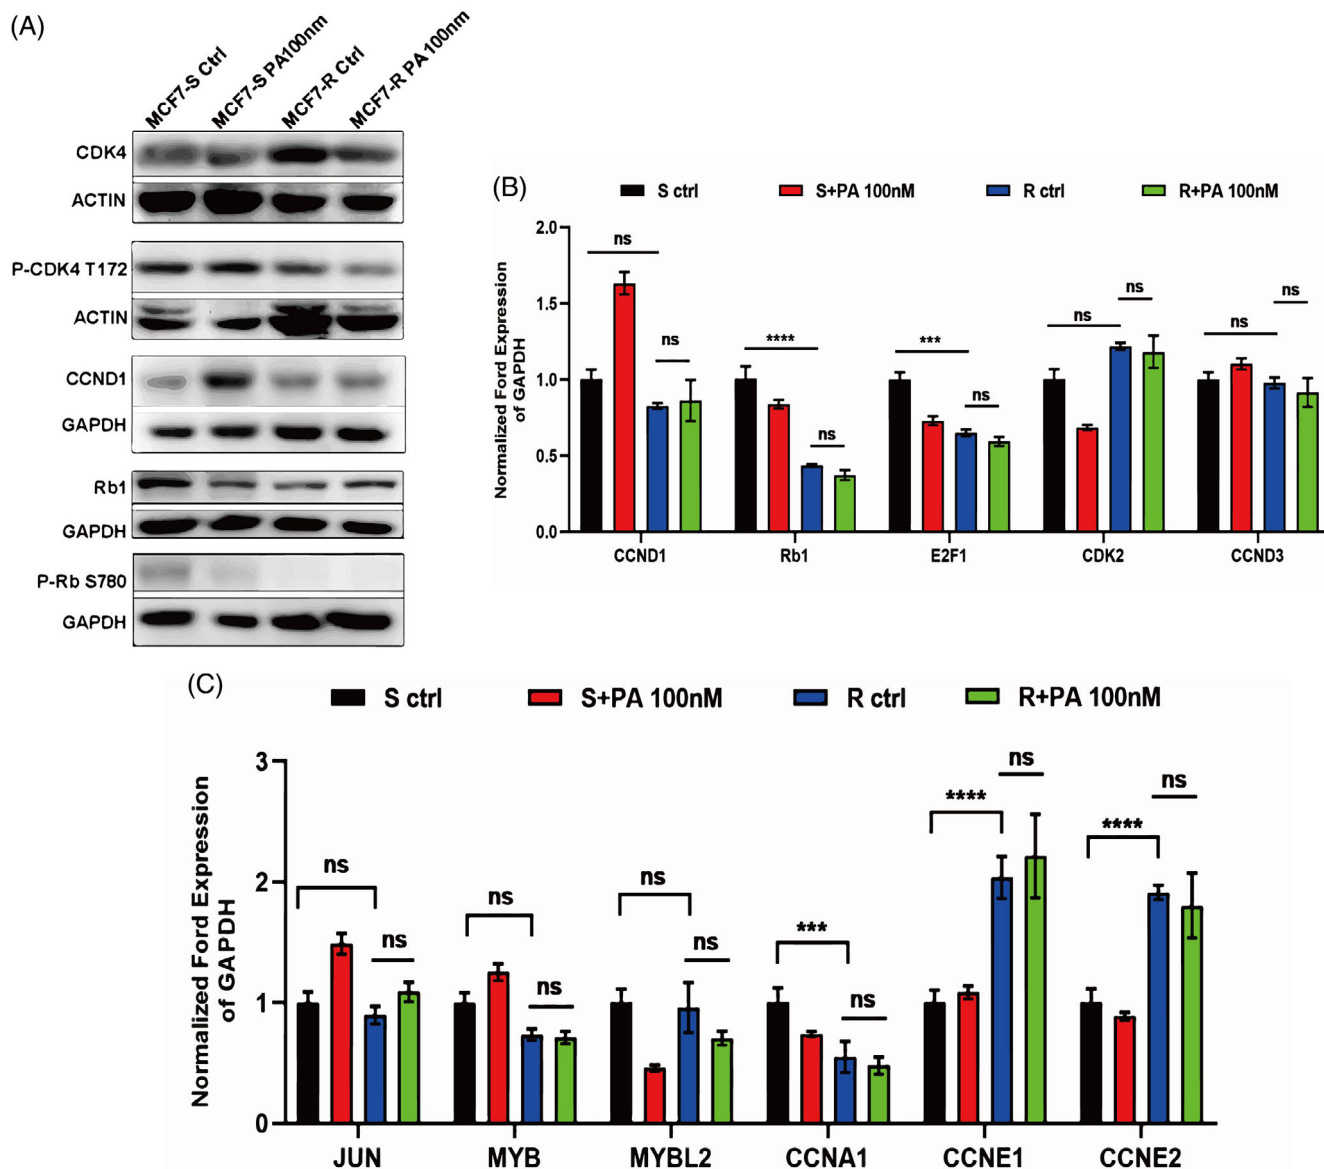 (A)
MCF7-S Ctrl
MCF7-S PA100nm
MCF7-R Ctrl
MCF7-R PA100nm
CDK4
ACTIN
P-CDK4 T172
ACTIN
CCND1
GAPDH
Rb1
GAPDH
P-Rb S780
GAPDH
(B)
S ctrl
S+PA 100nM
R ctrl
R+PA 100nM
Normalized Ford Expression
of GAPDH
2.0
1.5
1.0
0.5
0.0
ns
ns
****
ns
***
ns
ns
ns
ns
ns
CCND1
Rb1
E2F1
CDK2
CCND3
(C)
S ctrl
S+PA 100nM
R ctrl
R+PA 100nM
Normalized Ford Expression
of GAPDH
3
2
1
0
ns
ns
ns
ns
ns
ns
***
ns
****
ns
****
ns
JUN
MYB
MYBL2
CCNA1
CCNE1
CCNE2